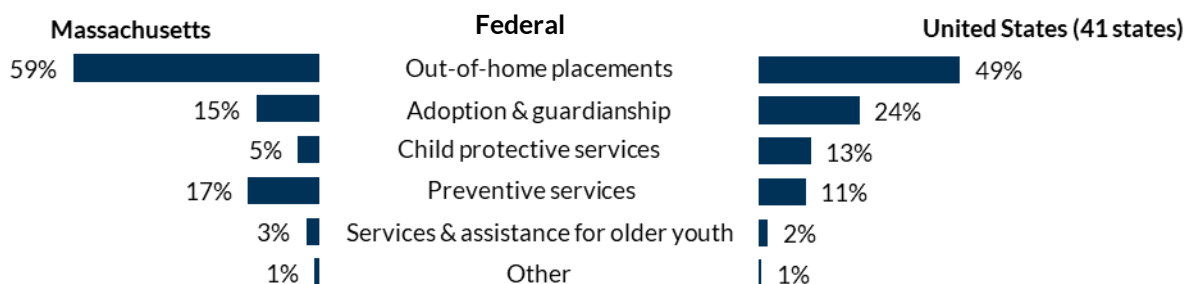 Massachusetts Federal United States (41 states)
59% Out-of-home placements 49%
15% Adoption & guardianship 24%
5% Child protective services 13%
17% Preventive services 11%
3% Services & assistance for older youth 2%
1% Other 1%